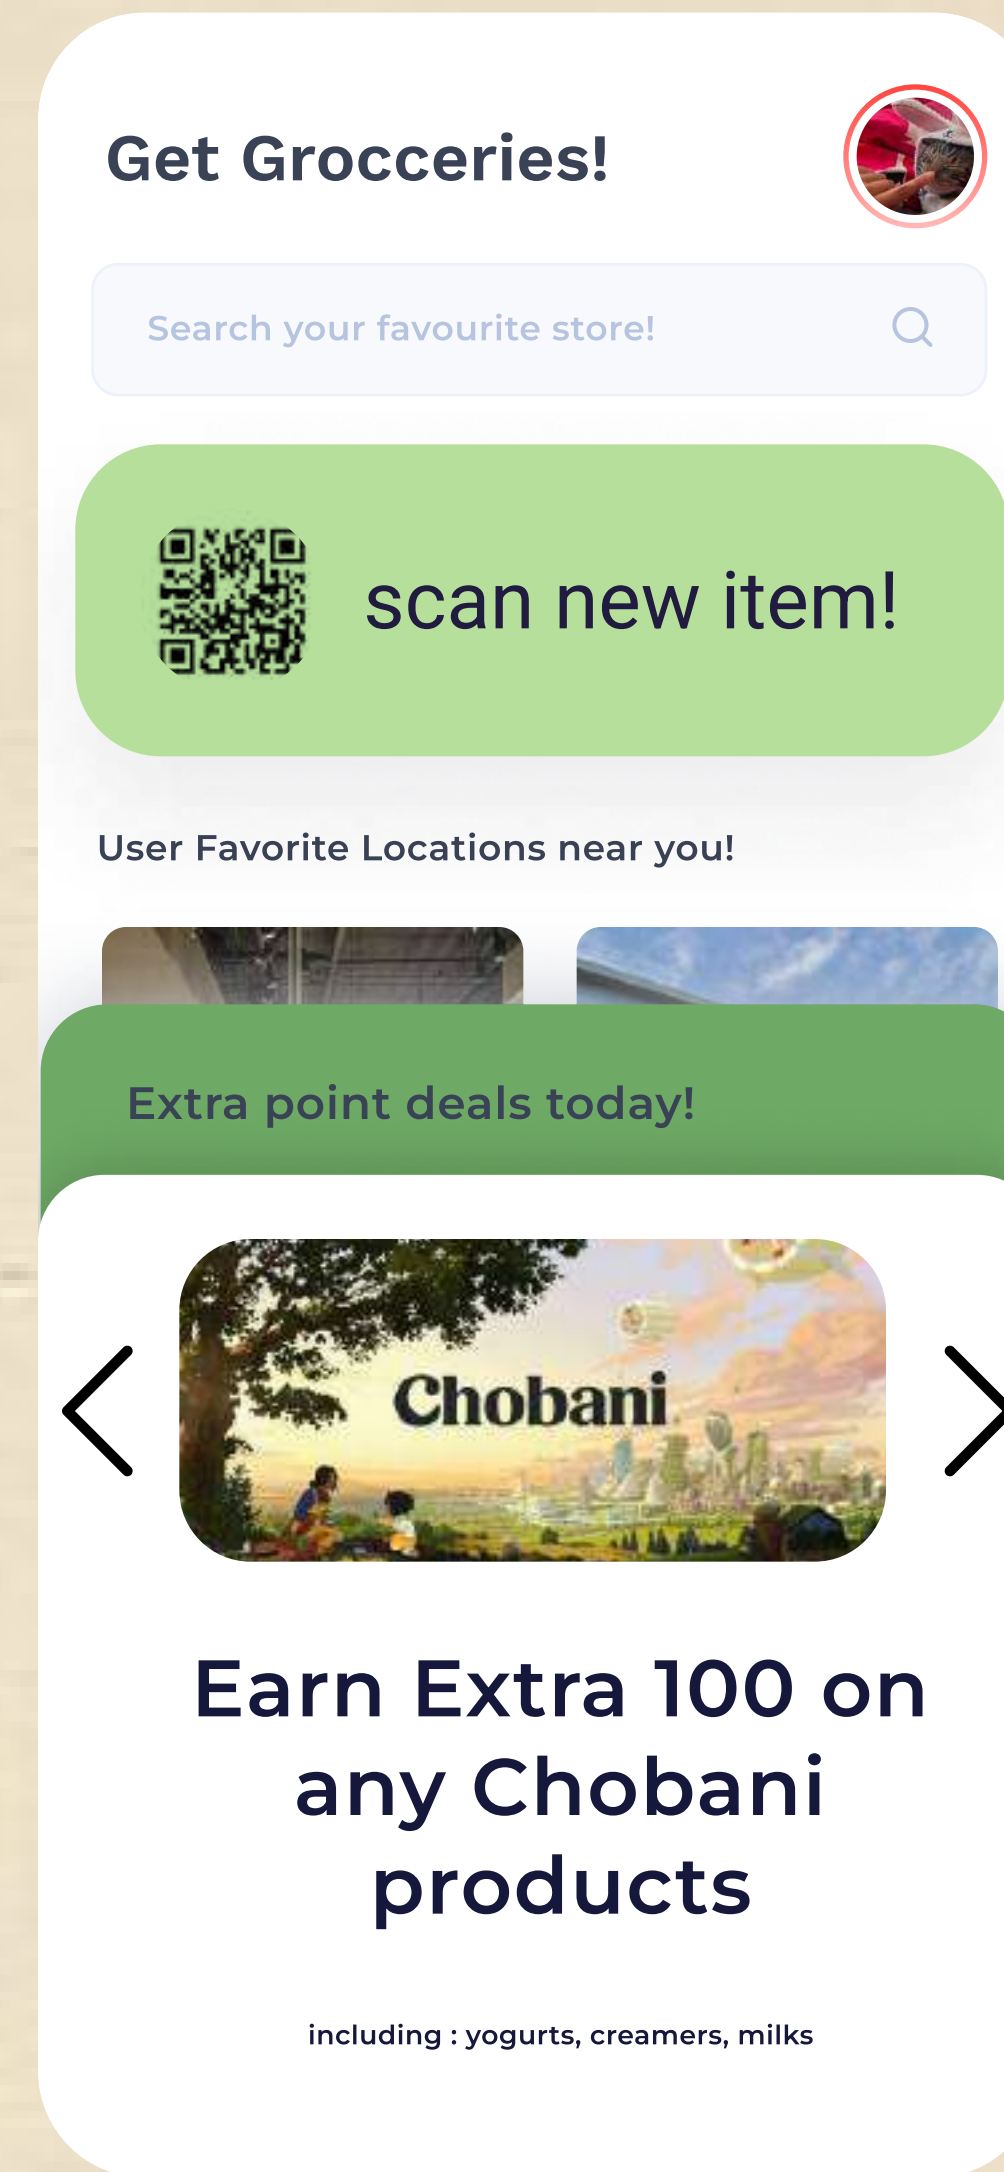 Get Grocceries!
Search your favourite store!
scan new item!
User Favorite Locations near you!
Extra point deals today!
Chobani
Earn Extra 100 on
any Chobani
products
including : yogurts, creamers, milks